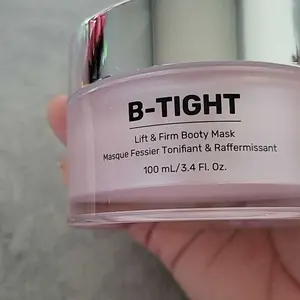 B-TIGHT
Lift & Firm Booty Mask
Masque Fessier Tonifiant & Raffermissant
100 mL/3.4 Fl. Oz.